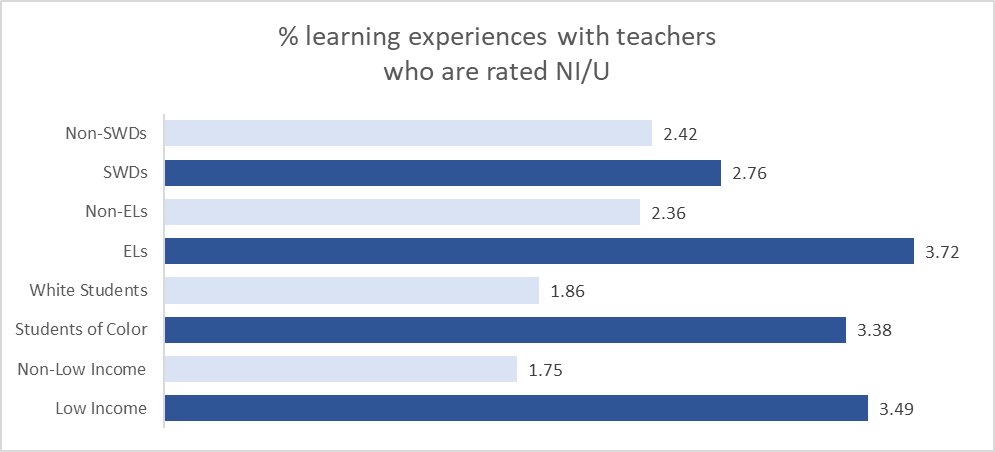 % learning experiences with teachers
who are rated NI/U
Non-SWDs 2.42
SWDs 2.76
Non-ELs 2.36
ELs 3.72
White Students 1.86
Students of Color 3.38
Non-Low Income 1.75
Low Income 3.49